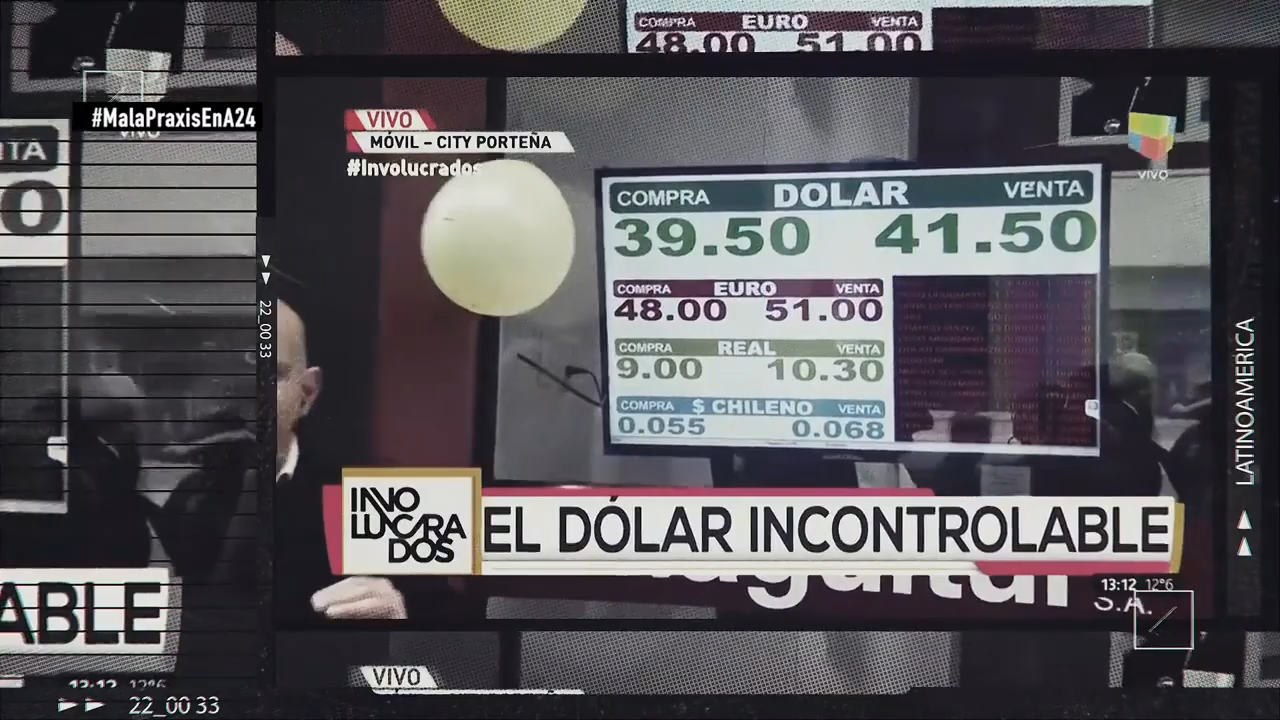 COMPRA EURO VENTA
48.00 51.00
#MalaPraxisEnA24
VIVO
VIVO
MÓVIL – CITY PORTEÑA
#Involucrados
VIVO
TA
0
COMPRA DOLAR VENTA
39.50 41.50
COMPRA EURO VENTA
48.00 51.00
COMPRA REAL VENTA
9.00 10.30
COMPRA $ CHILENO VENTA
0.055 0.068
22_00 33
LATINOAMERICA
INVO
LUCRA
DOS
EL DÓLAR INCONTROLABLE
13:12 12°6
S.A.
ABLE
VIVO
13:12 12°6
22_00 33